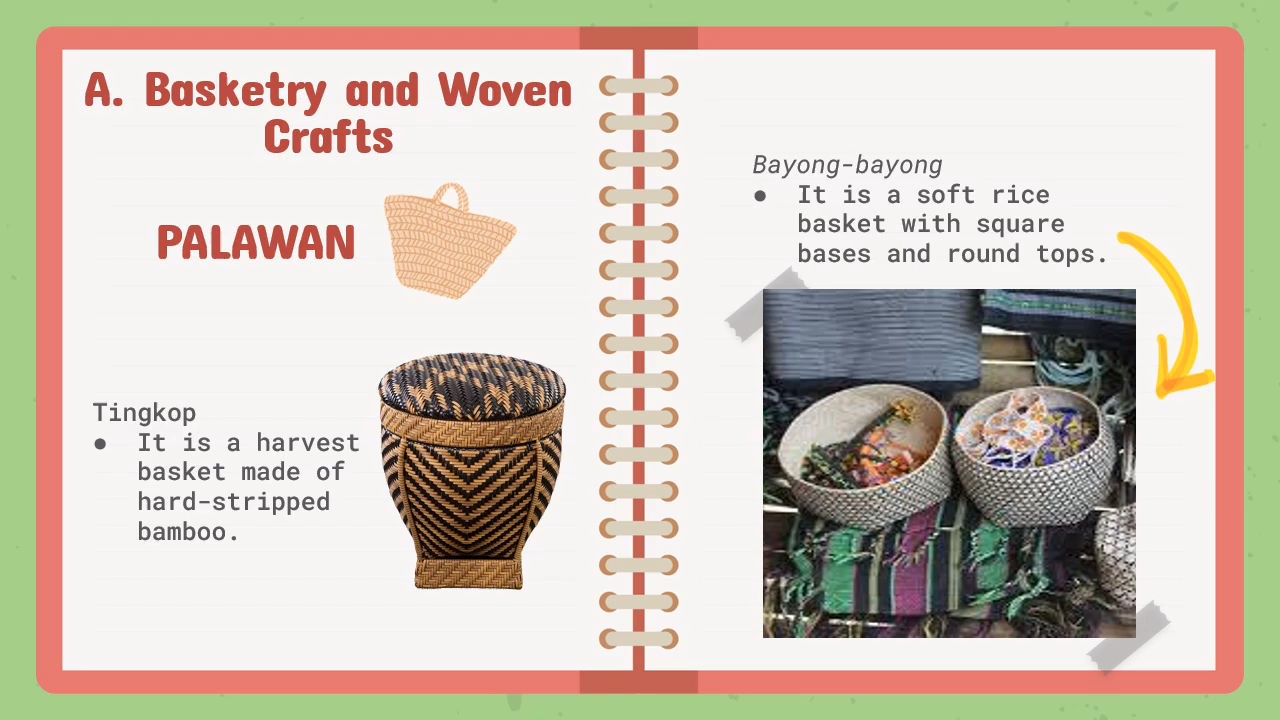 A. Basketry and Woven
Crafts
PALAWAN
Tingkop
● It is a harvest
basket made of
hard-stripped
bamboo.
Bayong-bayong
● It is a soft rice
basket with square
bases and round tops.